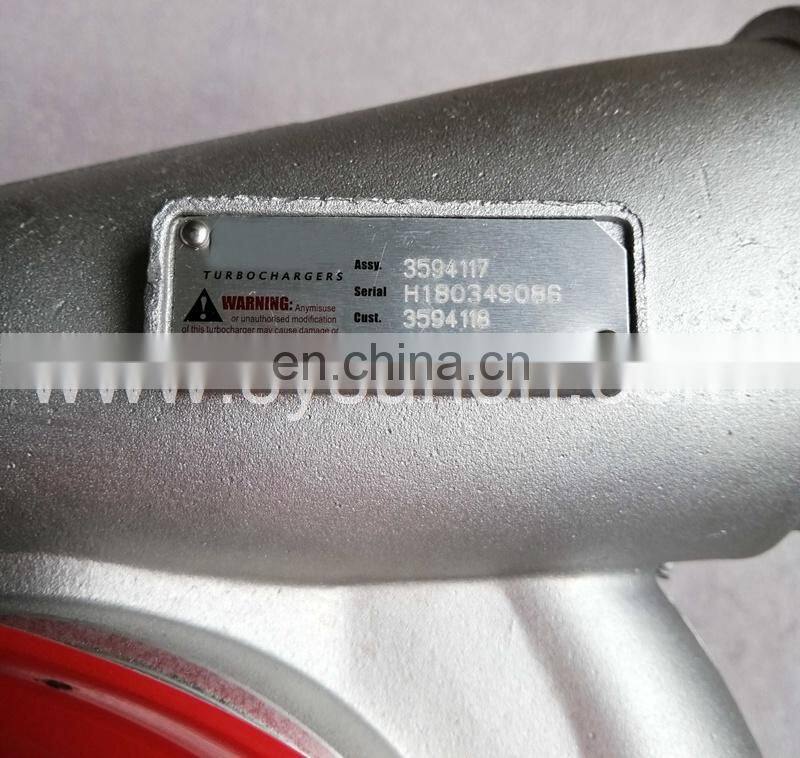 TURBOCHARGERS
Assy. 3594117
Serial H180349086
Cust. 3594118
WARNING: Anymisuse
or unauthorised modification
of this turbocharger may cause damage or
en.china.cn